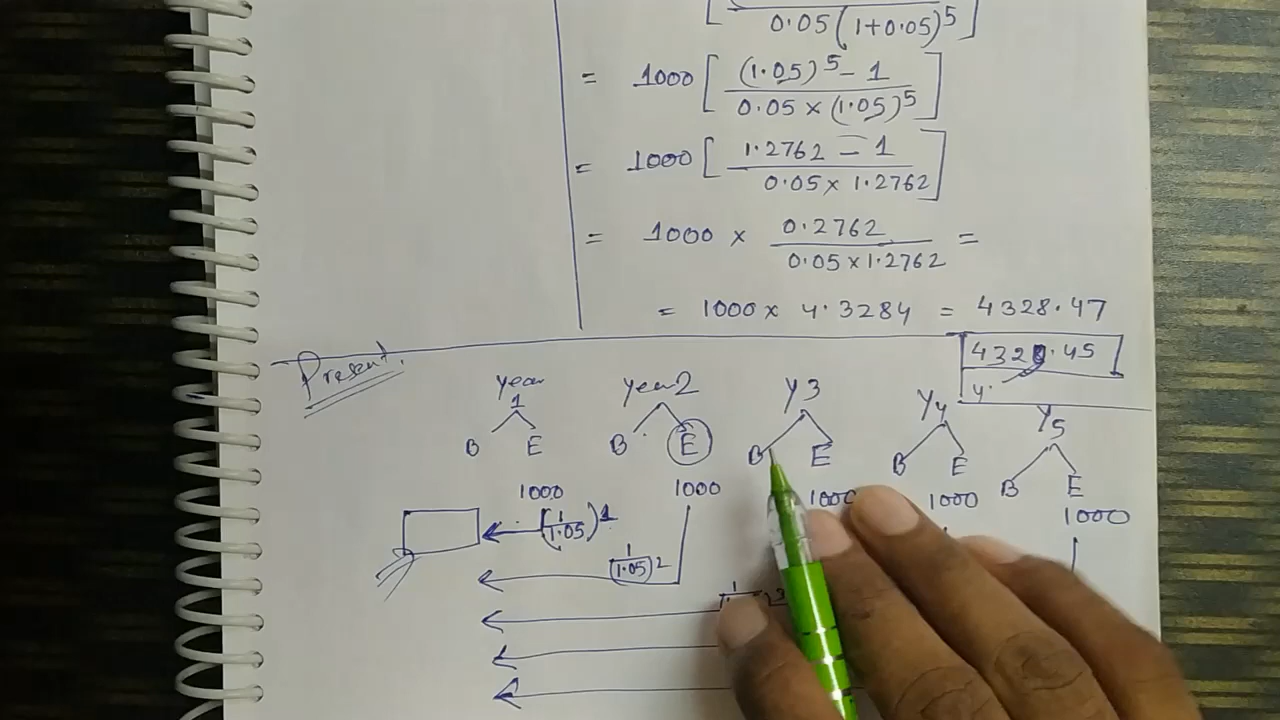 0.05(1+0.05)^5
= 1000 [ (1.05)^5 - 1 / 0.05 × (1.05)^5 ]
= 1000 [ 1.2762 - 1 / 0.05 × 1.2762 ]
= 1000 × 0.2762 / 0.05 × 1.2762 =
= 1000 × 4.3284 = 4328.47
4328.45
4.
Present.
year 1 year 2 Y3 Y4 Y5
B E B E B E B E B E
1000 1000 1000 1000 1000
(1/1.05)^1
(1/1.05)^2